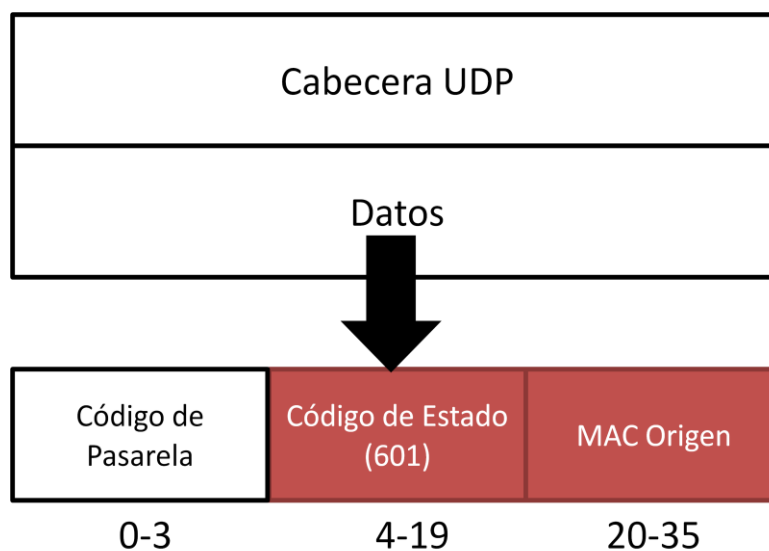 Cabecera UDP
Datos
Código de
Pasarela
Código de Estado
(601)
MAC Origen
0-3
4-19
20-35